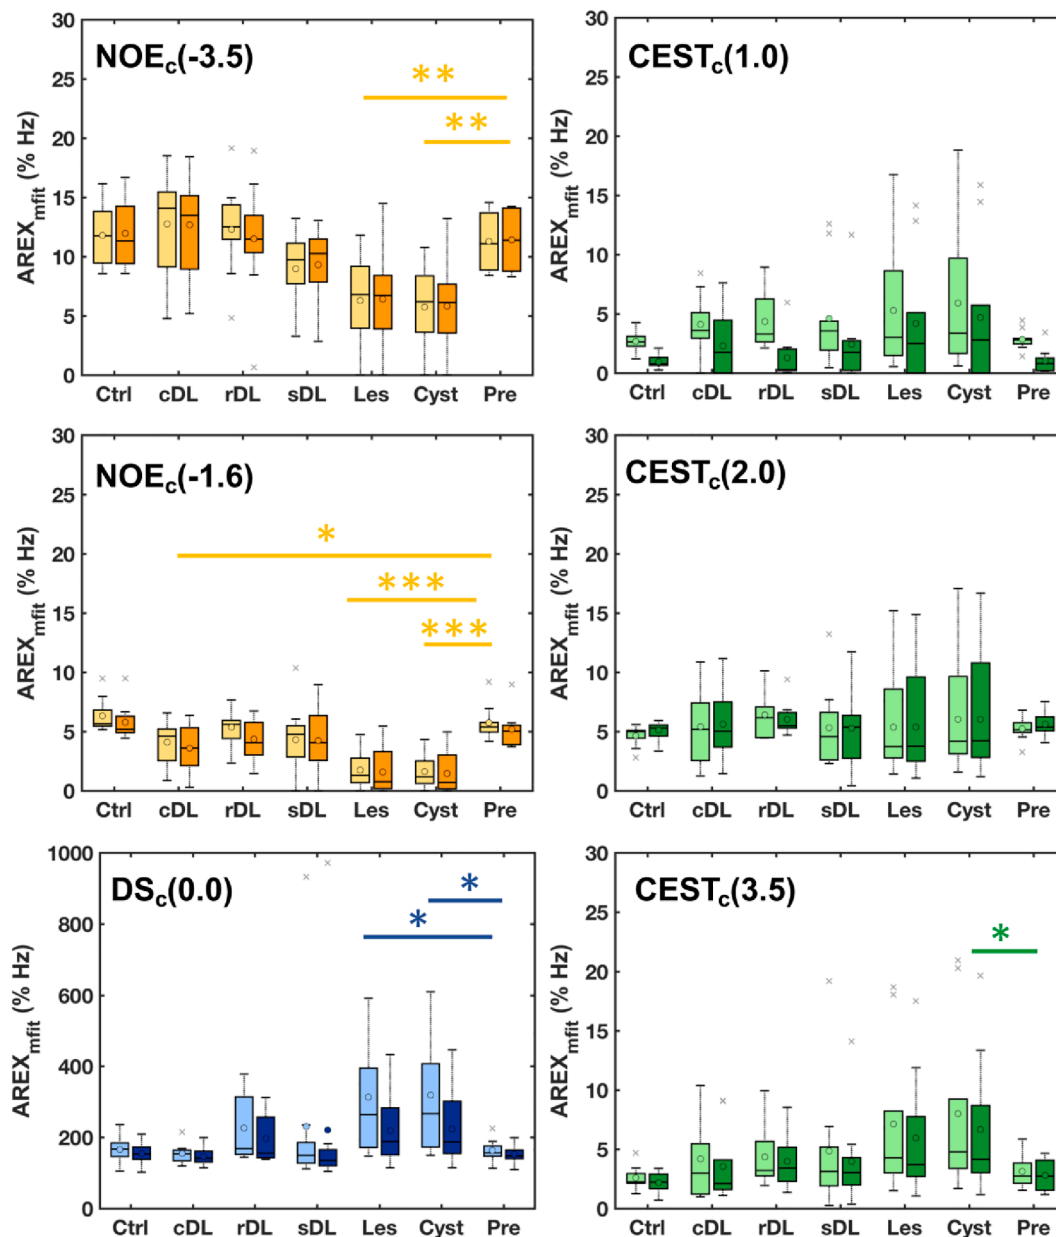 NOEc(-3.5)
AREXmfit (% Hz)
30
25
20
15
10
5
0
**
**
Ctrl cDL rDL sDL Les Cyst Pre
CESTc(1.0)
AREXmfit (% Hz)
30
25
20
15
10
5
0
Ctrl cDL rDL sDL Les Cyst Pre
NOEc(-1.6)
AREXmfit (% Hz)
30
25
20
15
10
5
0
*
***
***
Ctrl cDL rDL sDL Les Cyst Pre
CESTc(2.0)
AREXmfit (% Hz)
30
25
20
15
10
5
0
Ctrl cDL rDL sDL Les Cyst Pre
DSc(0.0)
AREXmfit (% Hz)
1000
800
600
400
200
0
*
*
Ctrl cDL rDL sDL Les Cyst Pre
CESTc(3.5)
AREXmfit (% Hz)
30
25
20
15
10
5
0
*
Ctrl cDL rDL sDL Les Cyst Pre